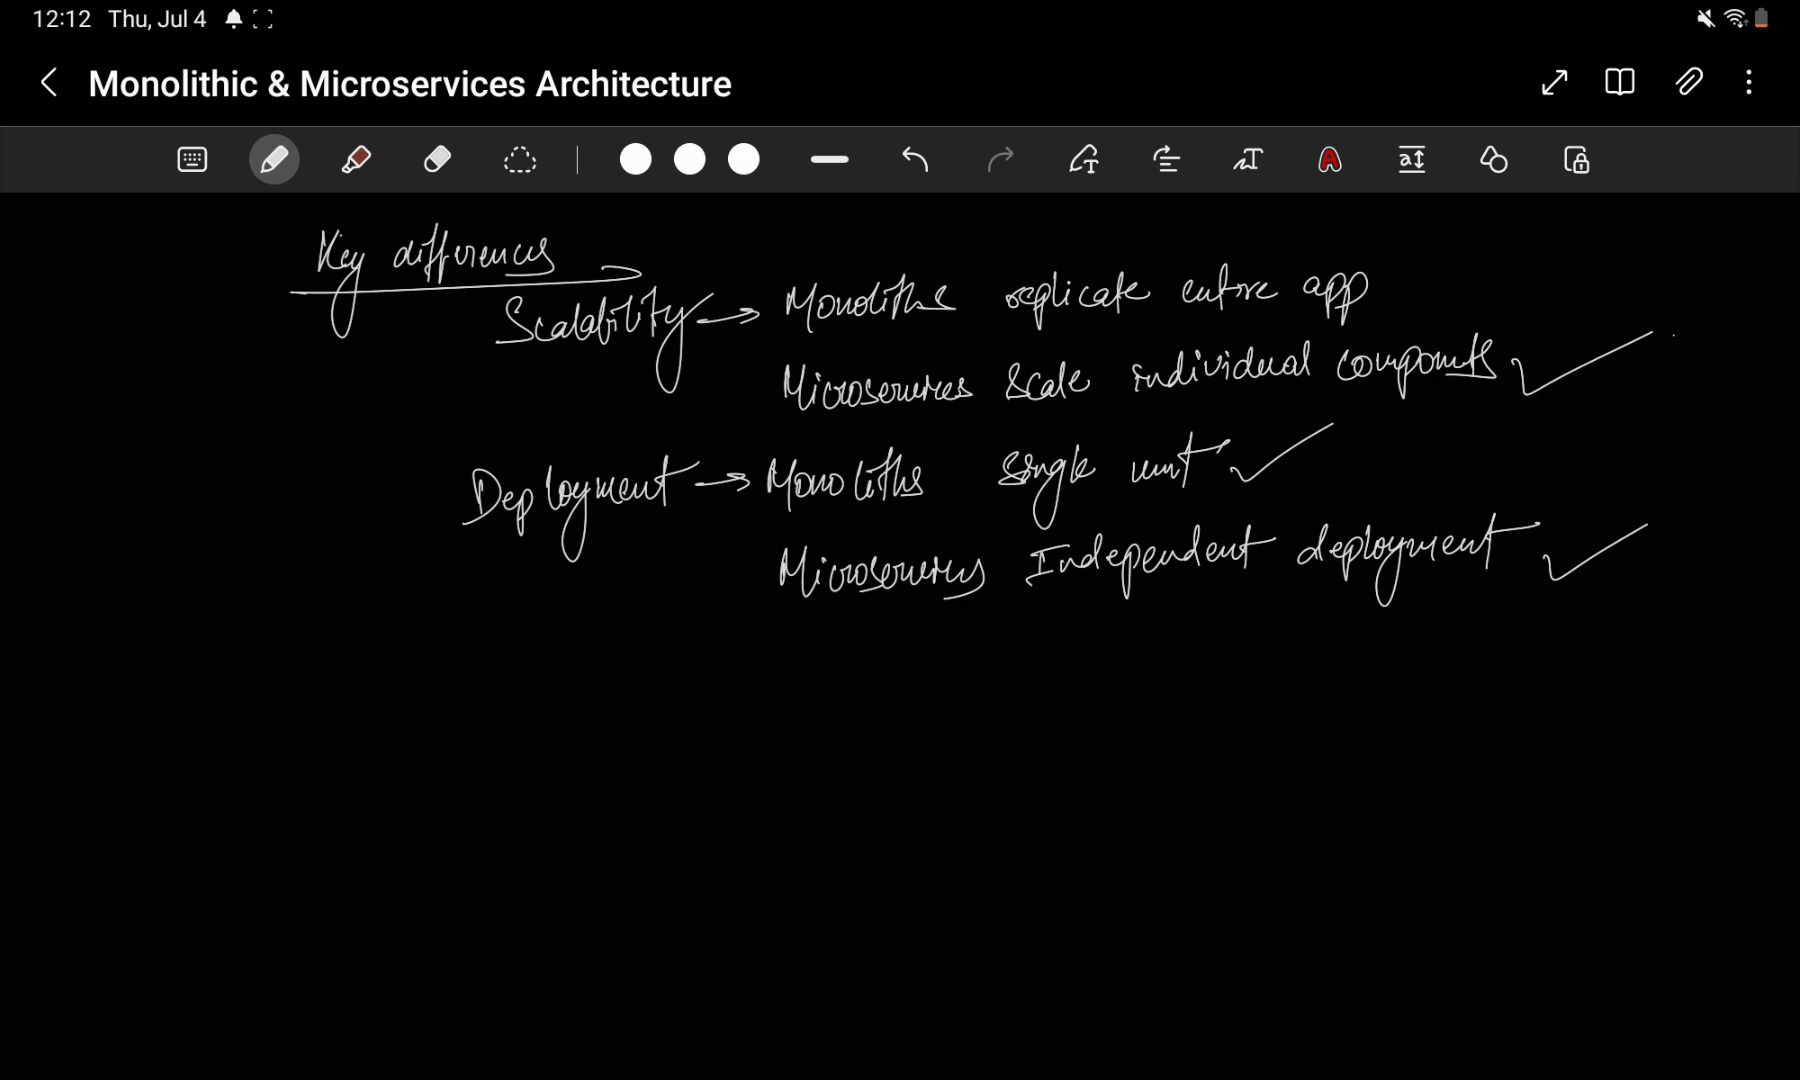 12:12 Thu, Jul 4
Monolithic & Microservices Architecture
Key differences
Scalability → Monoliths replicate entire app
Microservices Scale individual components ✓
Deployment → Monoliths Single unit ✓
Microservices Independent deployment ✓